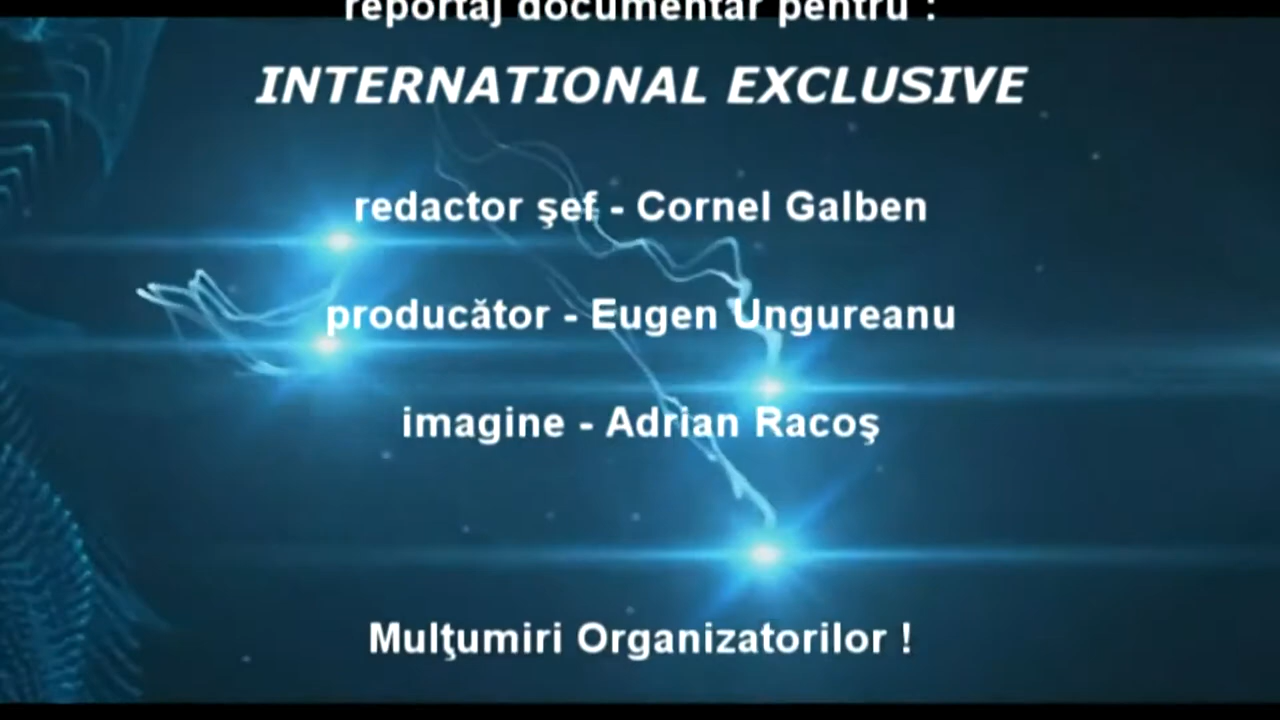 reportaj documentar pentru :
INTERNATIONAL EXCLUSIVE
redactor şef - Cornel Galben
producător - Eugen Ungureanu
imagine - Adrian Racoş
Mulţumiri Organizatorilor !